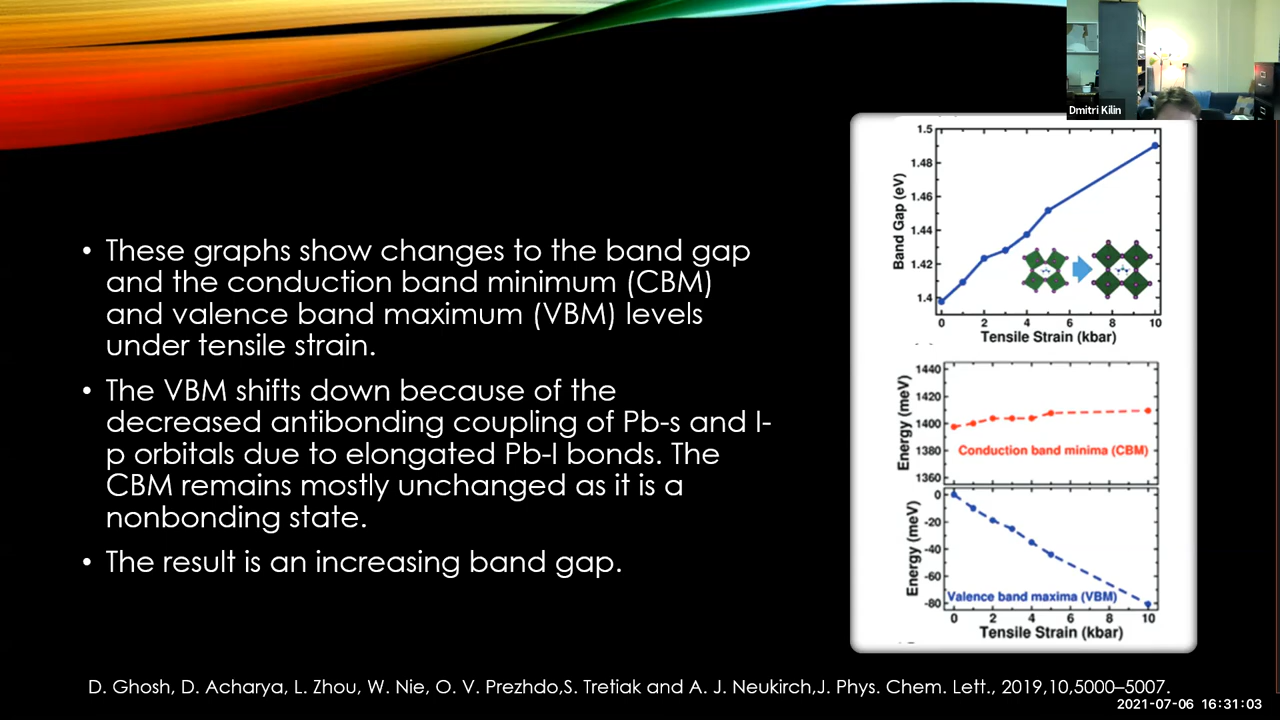 Dmitri Kilin
• These graphs show changes to the band gap
and the conduction band minimum (CBM)
and valence band maximum (VBM) levels
under tensile strain.
• The VBM shifts down because of the
decreased antibonding coupling of Pb-s and I-
p orbitals due to elongated Pb-I bonds. The
CBM remains mostly unchanged as it is a
nonbonding state.
• The result is an increasing band gap.
Band Gap (eV)
1.5
1.48
1.46
1.44
1.42
1.4
0 2 4 6 8 10
Tensile Strain (kbar)
Energy (meV)
1440
1420
1400
1380
1360
Conduction band minima (CBM)
Energy (meV)
0
-20
-40
-60
-80
Valence band maxima (VBM)
0 2 4 6 8 10
Tensile Strain (kbar)
D. Ghosh, D. Acharya, L. Zhou, W. Nie, O. V. Prezhdo,S. Tretiak and A. J. Neukirch,J. Phys. Chem. Lett., 2019,10,5000–5007.
2021-07-06 16:31:03